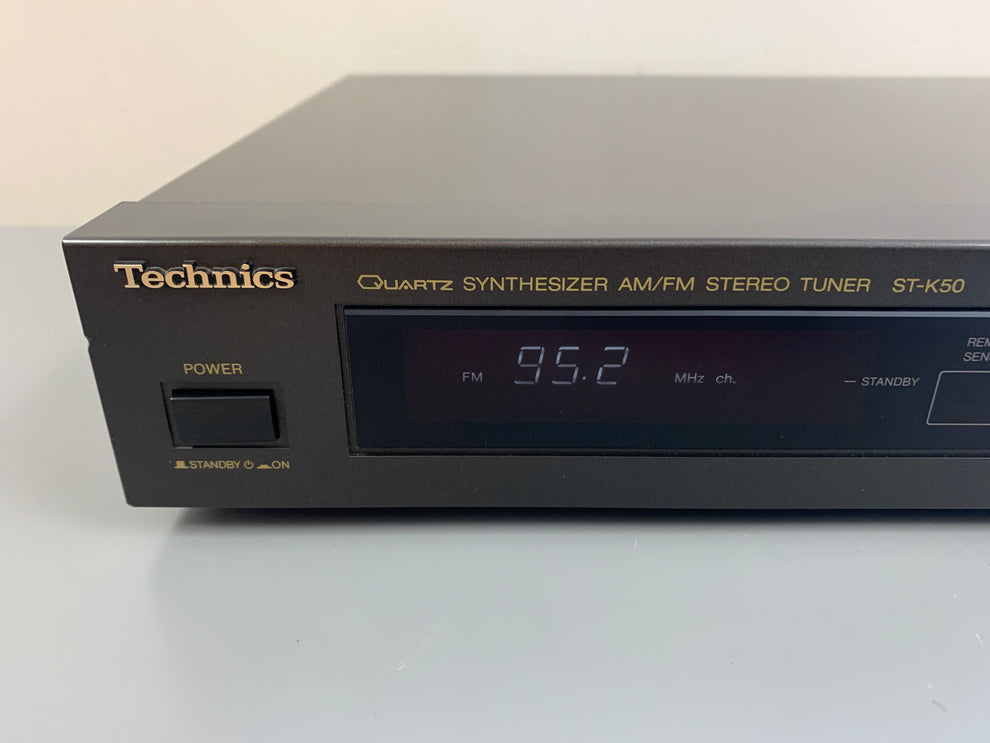 Technics
QUARTZ SYNTHESIZER AM/FM STEREO TUNER ST-K50
POWER
STANDBY ⏻ ON
FM 95.2 MHz ch.
STANDBY